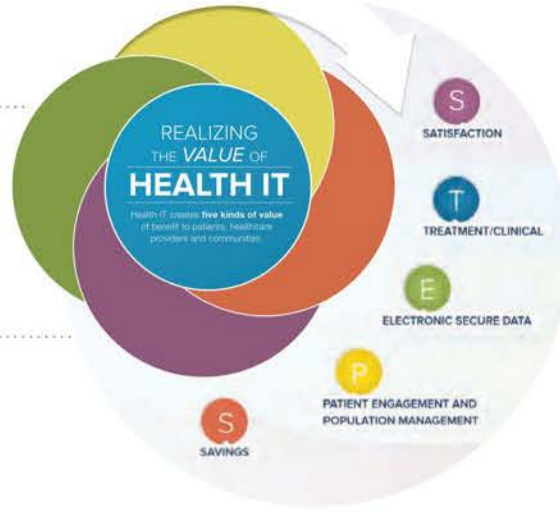 REALIZING
THE VALUE OF
HEALTH IT
Health IT creates five kinds of value
of benefit to patients, healthcare
providers and communities.
S
SATISFACTION
T
TREATMENT/CLINICAL
E
ELECTRONIC SECURE DATA
P
PATIENT ENGAGEMENT AND
POPULATION MANAGEMENT
S
SAVINGS